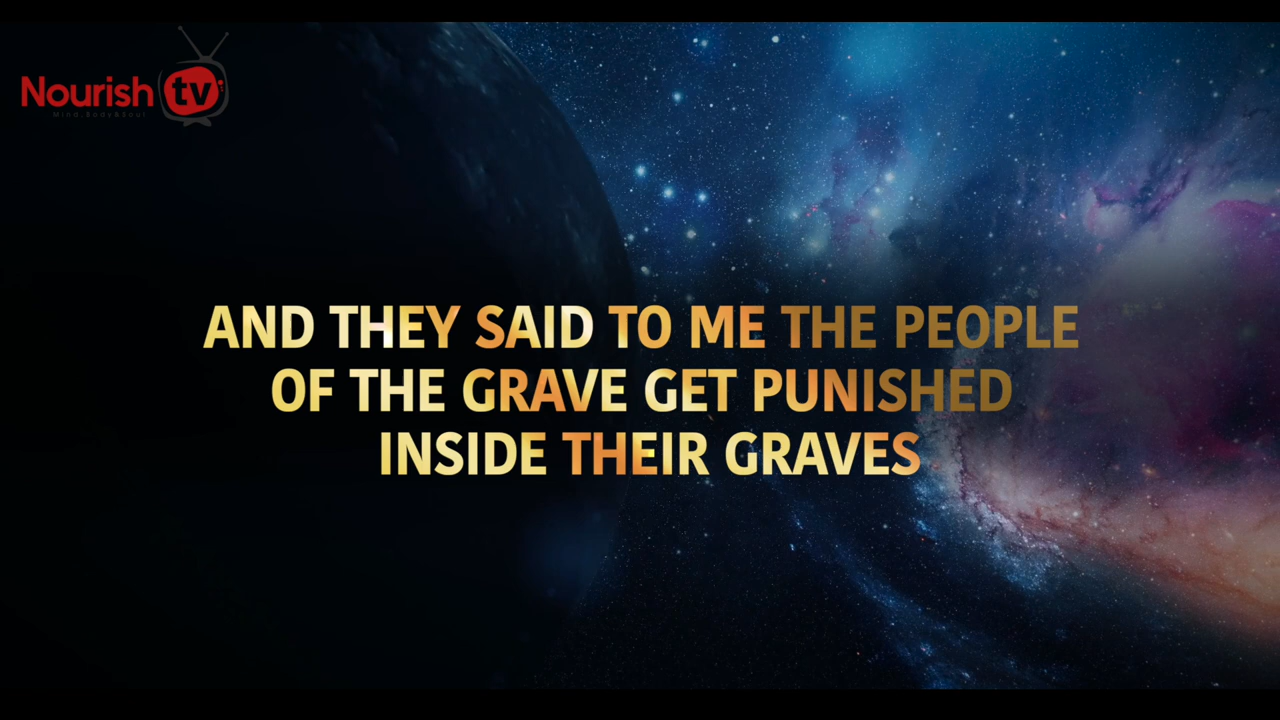 Nourish tv
Mind,Body&Soul
AND THEY SAID TO ME THE PEOPLE
OF THE GRAVE GET PUNISHED
INSIDE THEIR GRAVES